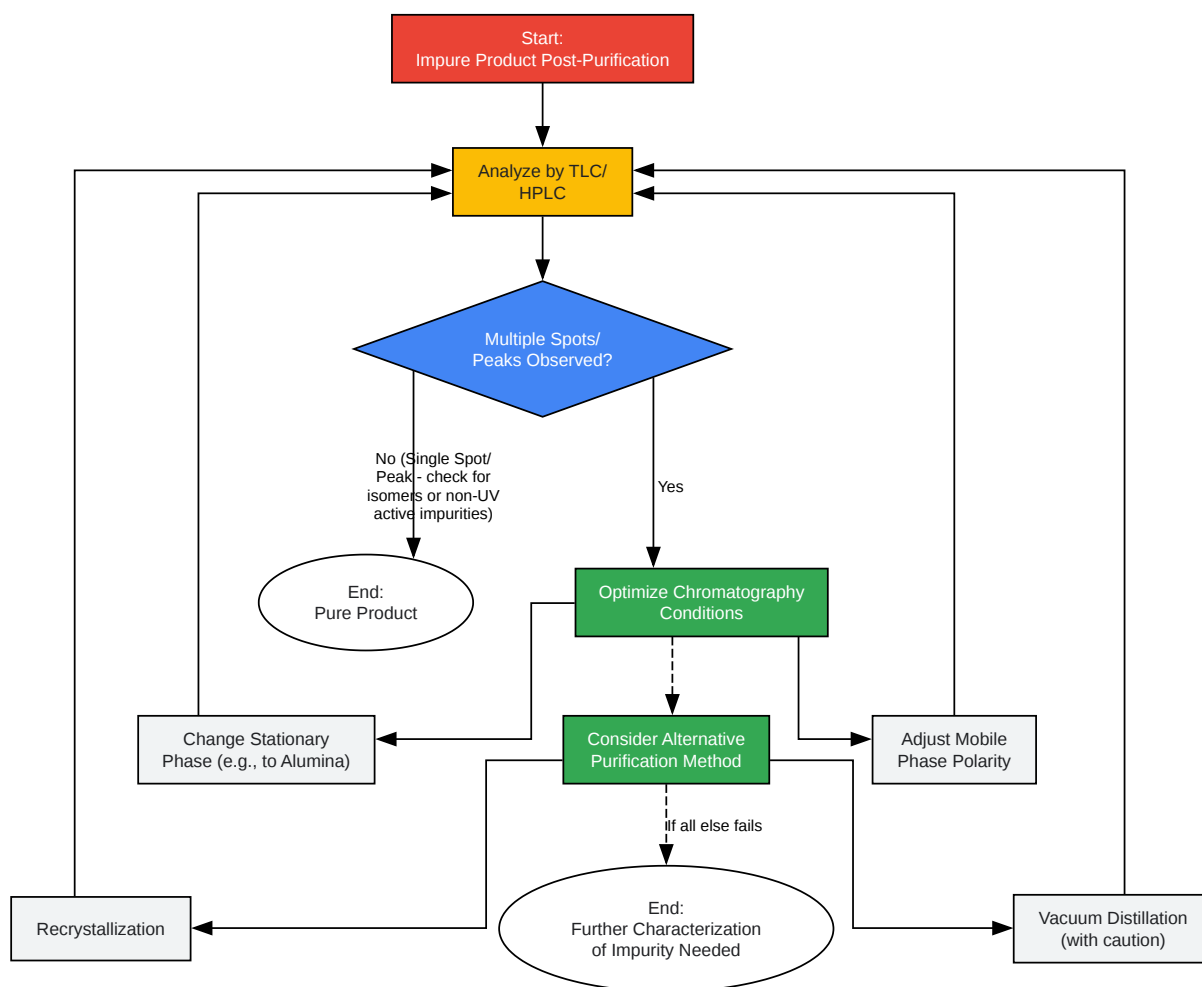 Start:
Impure Product Post-Purification
Analyze by TLC/
HPLC
Multiple Spots/
Peaks Observed?
No (Single Spot/
Peak - check for
isomers or non-UV
active impurities)
Yes
End:
Pure Product
Optimize Chromatography
Conditions
Change Stationary
Phase (e.g., to Alumina)
Consider Alternative
Purification Method
Adjust Mobile
Phase Polarity
If all else fails
Recrystallization
End:
Further Characterization
of Impurity Needed
Vacuum Distillation
(with caution)